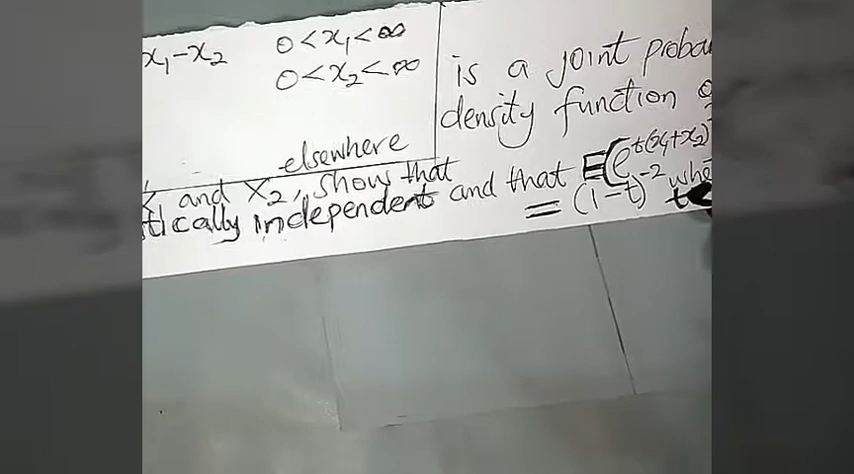 x₁-x₂ 0<x₁<∞
0<x₂<∞
elsewhere
is a joint proba
density function
X₁ and X₂, show that
tically independent and that E(e^t(x₁+x₂)
= (1-t)^-2 whe